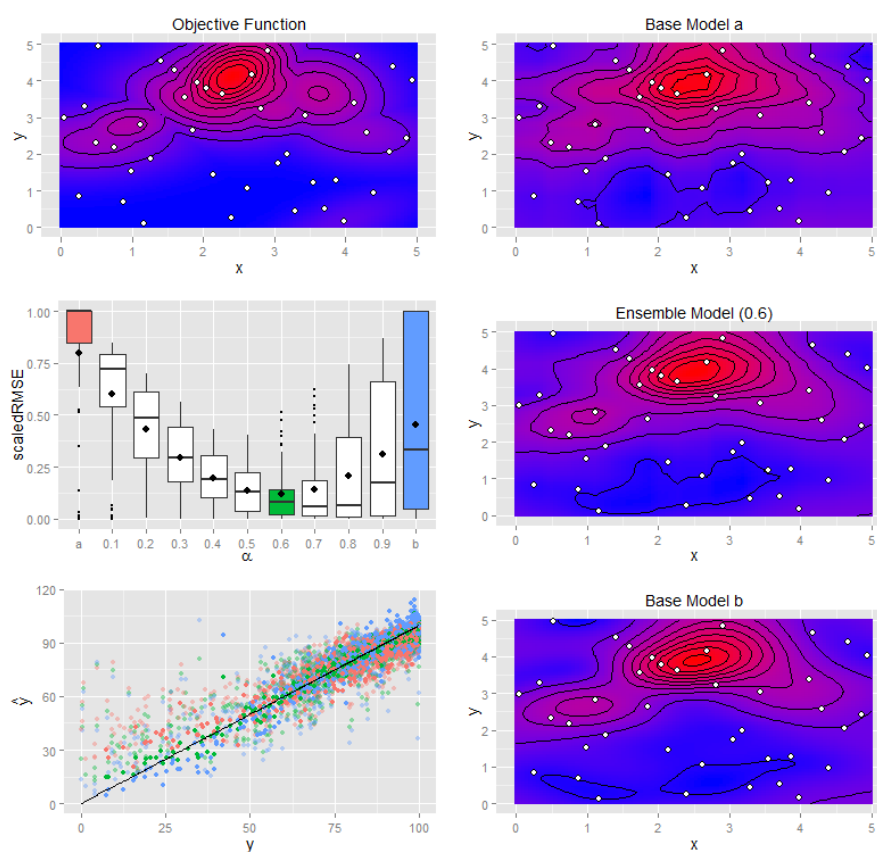 Objective Function
5
4
3
2
1
0
y
0 1 2 3 4 5
x
Base Model a
5
4
3
2
1
0
y
0 1 2 3 4 5
x
1.00
0.75
0.50
0.25
0.00
scaledRMSE
a 0.1 0.2 0.3 0.4 0.5 0.6 0.7 0.8 0.9 b
α
Ensemble Model (0.6)
5
4
3
2
1
0
y
0 1 2 3 4 5
x
120
90
60
30
0
ŷ
0 25 50 75 100
y
Base Model b
5
4
3
2
1
0
y
0 1 2 3 4 5
x